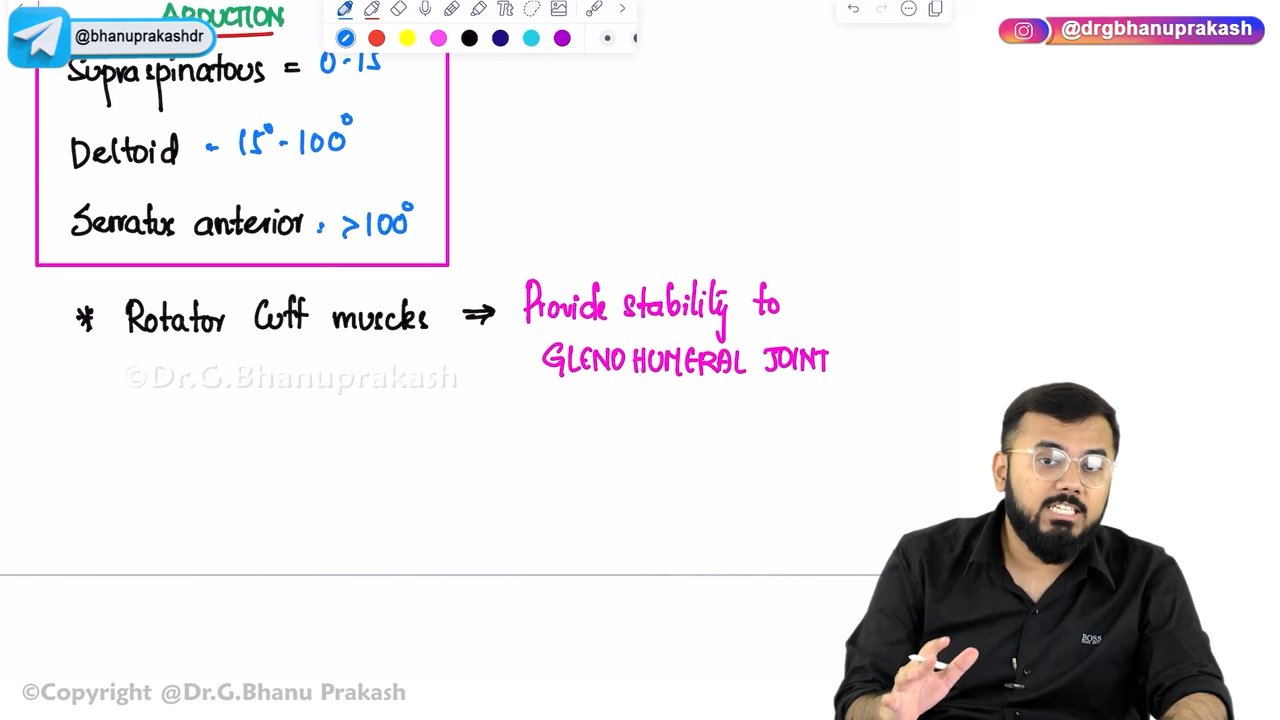 ABDUCTION
@bhanuprakashdr
@drgbhanuprakash
Supraspinatous = 0-15
Deltoid - 15° - 100°
Serratus anterior. >100°
* Rotator Cuff muscles ⇒ Provide stability to
GLENOHUMERAL JOINT
©Dr.G.Bhanuprakash
BOSS
©Copyright @Dr.G.Bhanu Prakash